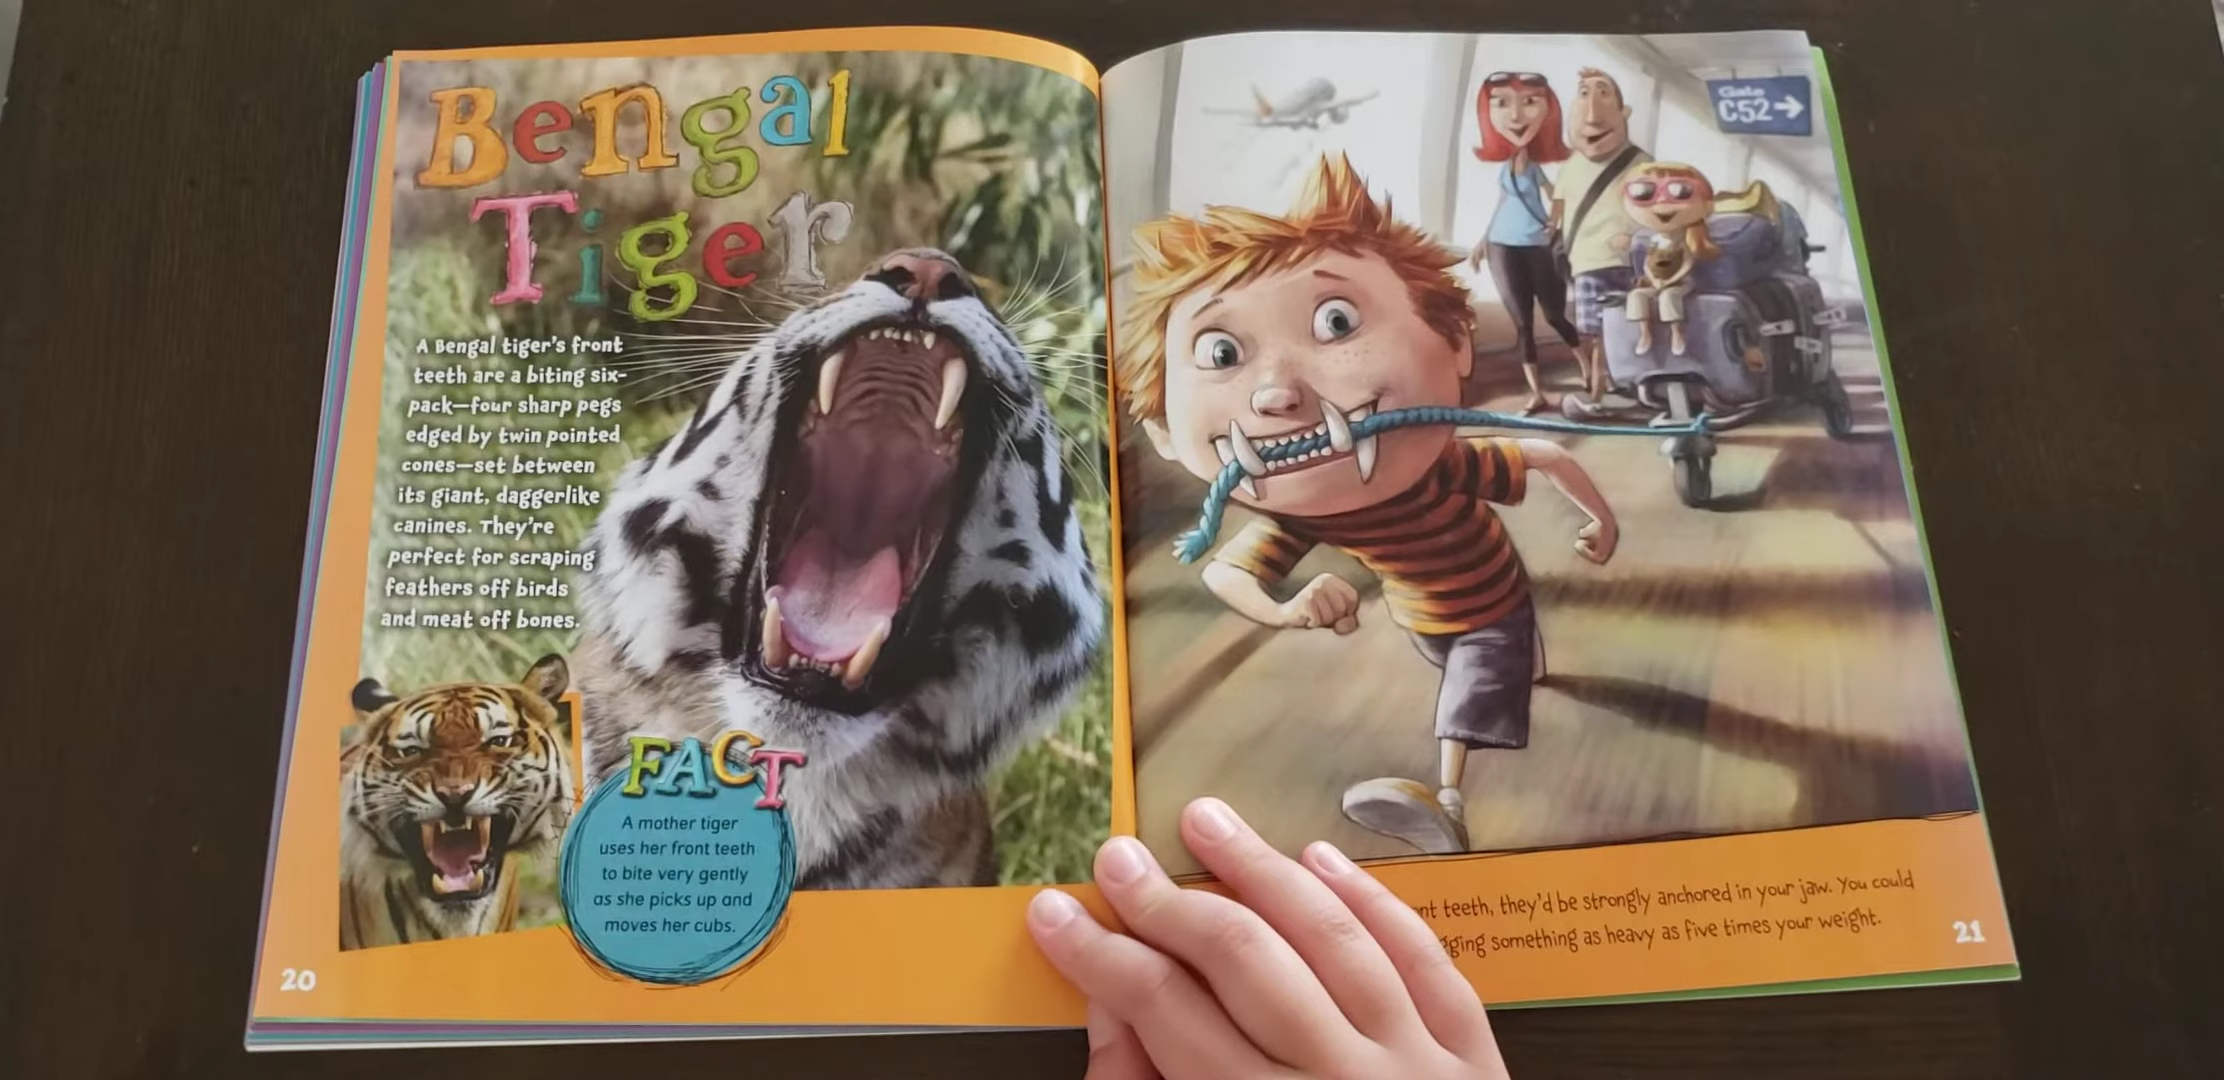 Bengal
Tiger
A Bengal tiger's front
teeth are a biting six-
pack—four sharp pegs
edged by twin pointed
cones—set between
its giant, daggerlike
canines. They're
perfect for scraping
feathers off birds
and meat off bones.
FACT
A mother tiger
uses her front teeth
to bite very gently
as she picks up and
moves her cubs.
20
Gate
C52→
teeth, they'd be strongly anchored in your jaw. You could
something as heavy as five times your weight.
21